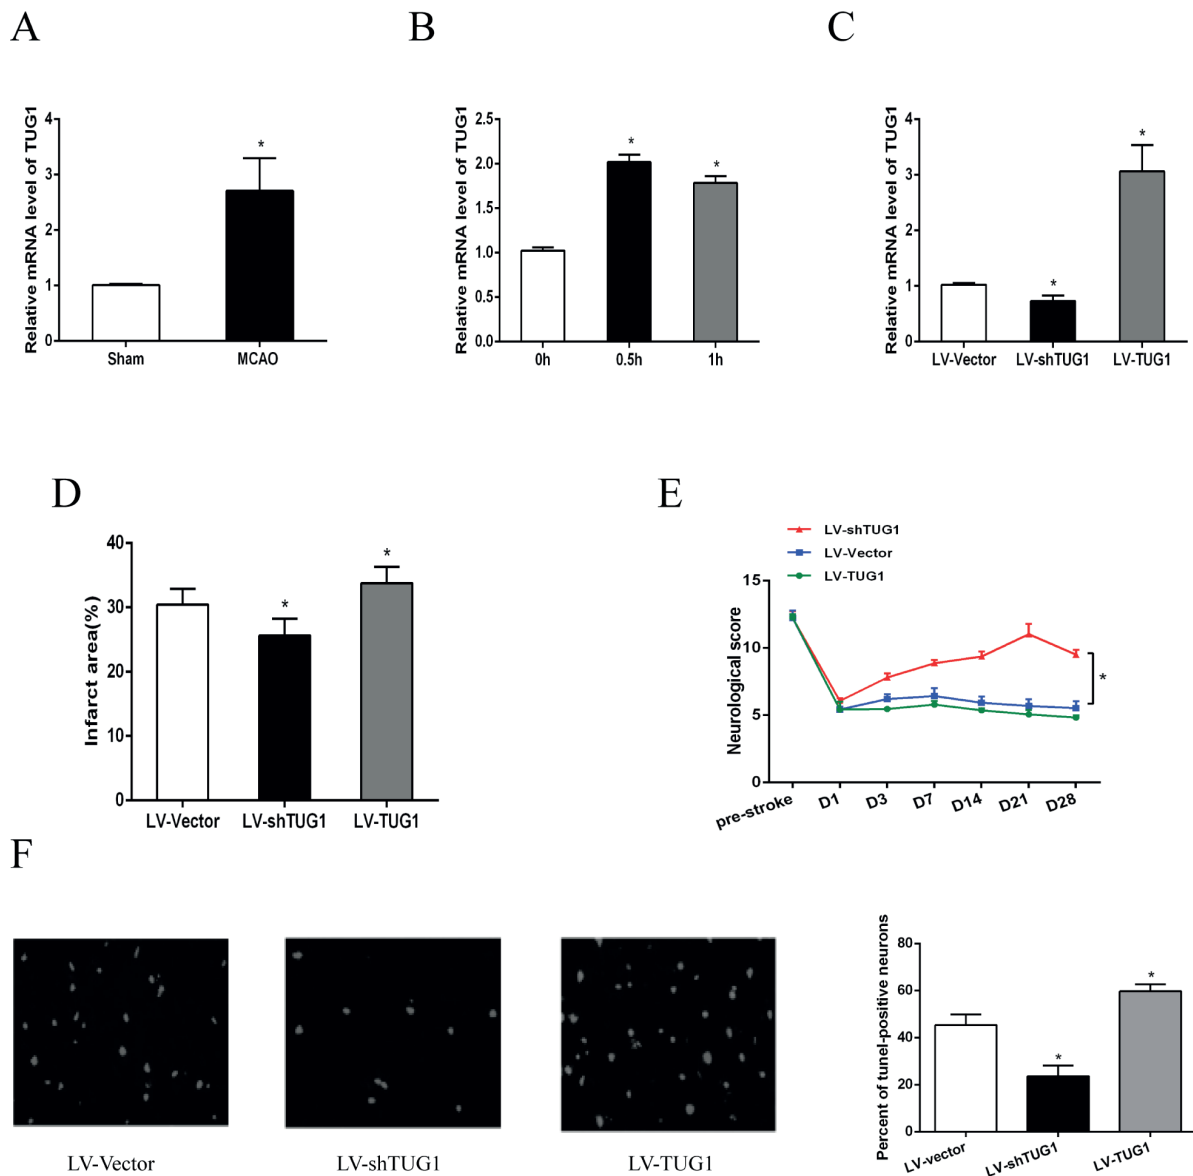 A
B
C
Relative mRNA level of TUG1
4
3
2
1
0
*
Sham
MCAO
Relative mRNA level of TUG1
2.5
2.0
1.5
1.0
0.5
0.0
*
*
0h
0.5h
1h
Relative mRNA level of TUG1
4
3
2
1
0
*
*
LV-Vector
LV-shTUG1
LV-TUG1
D
E
Infarct area(%)
40
30
20
10
0
*
*
LV-Vector
LV-shTUG1
LV-TUG1
LV-shTUG1
LV-Vector
LV-TUG1
Neurological score
15
10
5
0
*
pre-stroke
D1
D3
D7
D14
D21
D28
F
LV-Vector
LV-shTUG1
LV-TUG1
Percent of tunel-positive neurons
80
60
40
20
0
*
*
LV-vector
LV-shTUG1
LV-TUG1